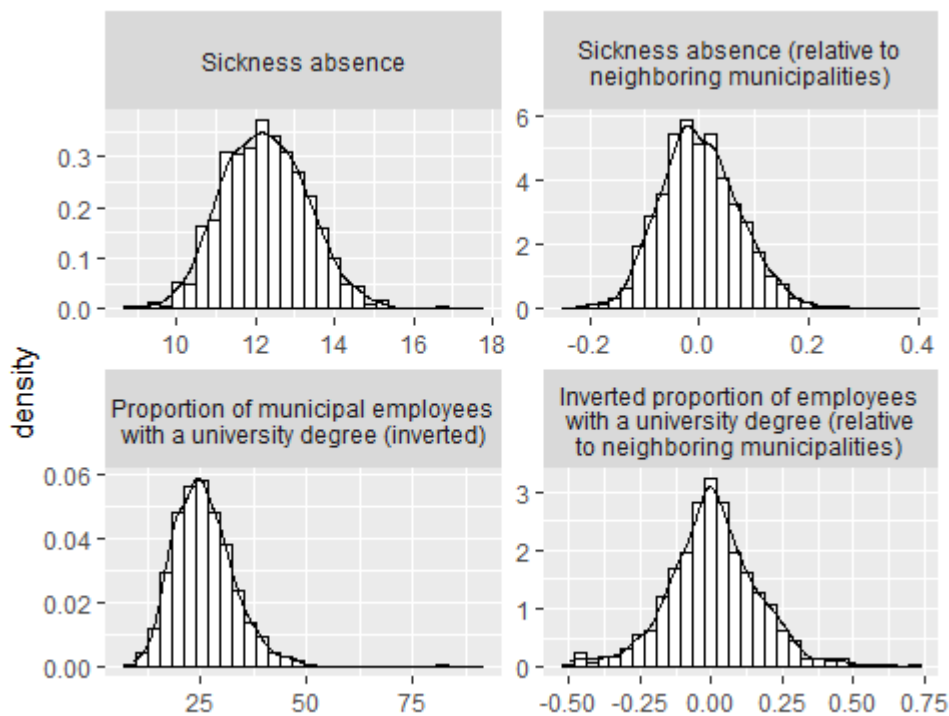 Sickness absence
Sickness absence (relative to
neighboring municipalities)
0.3
0.2
0.1
0.0
10 12 14 16 18
6
4
2
0
-0.2 0.0 0.2 0.4
density
Proportion of municipal employees
with a university degree (inverted)
Inverted proportion of employees
with a university degree (relative
to neighboring municipalities)
0.06
0.04
0.02
0.00
25 50 75
3
2
1
0
-0.50 -0.25 0.00 0.25 0.50 0.75